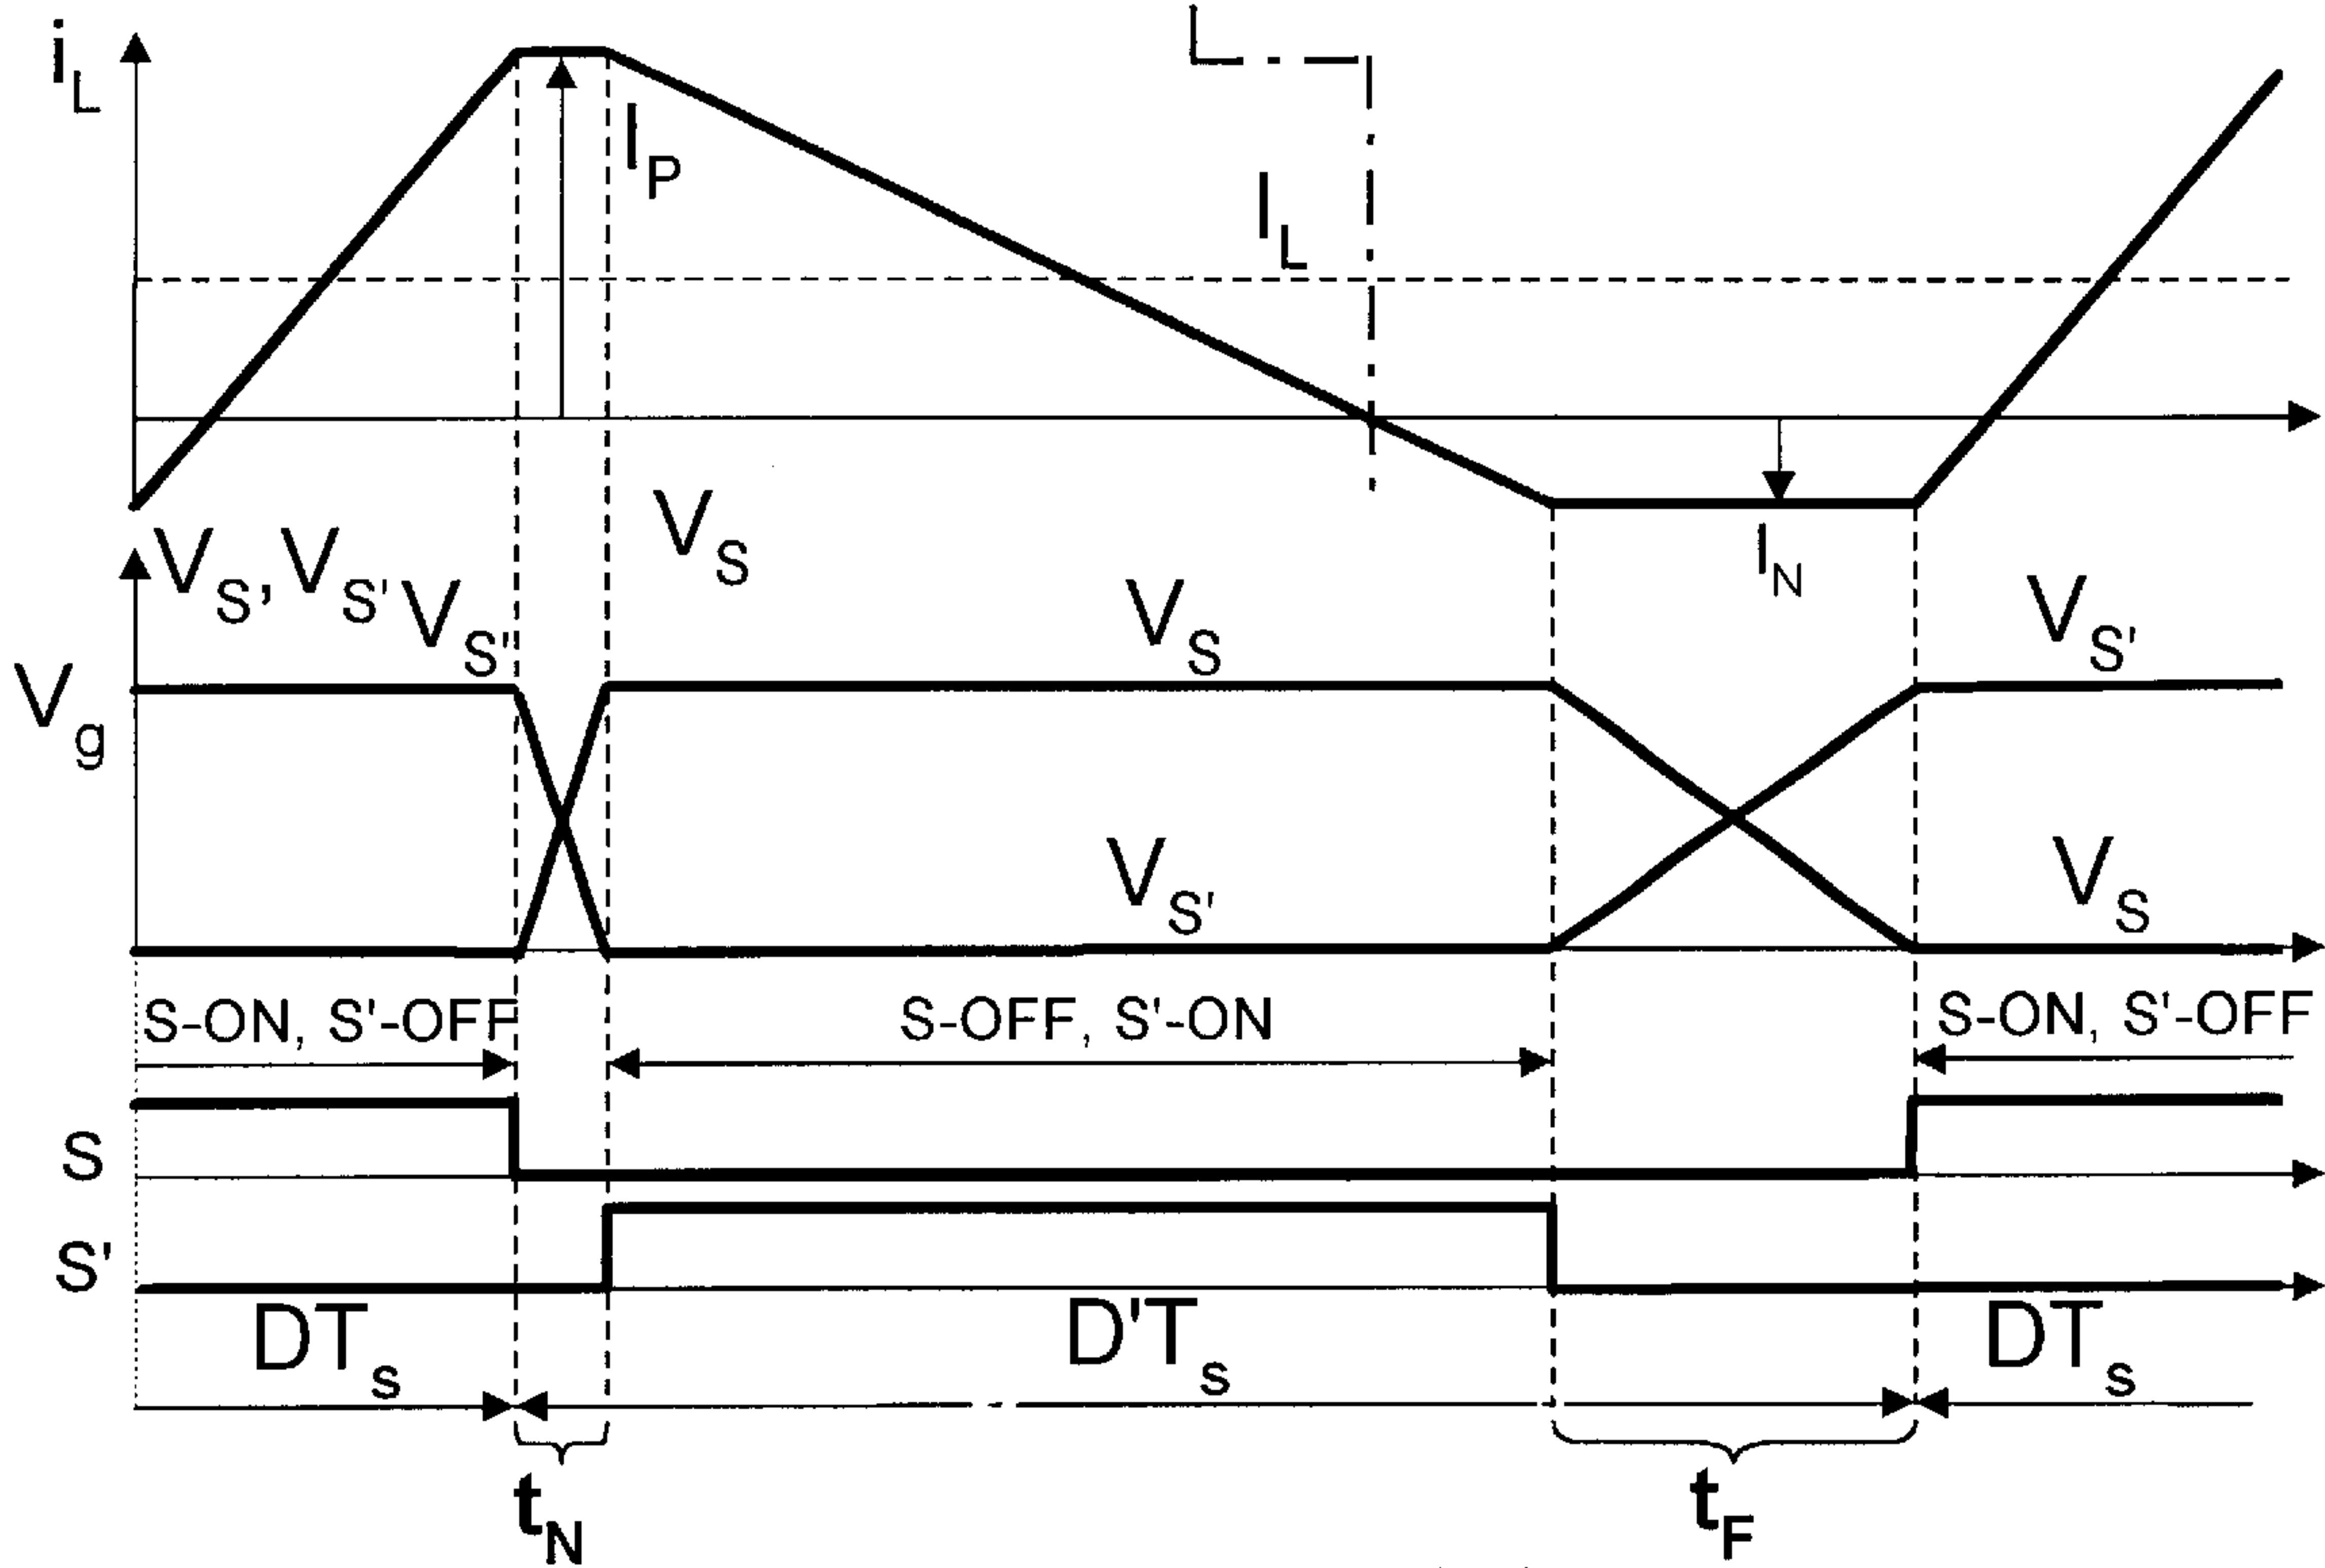 i_L
I_P
I_L
I_N
V_S, V_S'
V_S'
V_S
V_S
V_S'
V_g
V_S'
V_S
S-ON, S'-OFF
S-OFF, S'-ON
S-ON, S'-OFF
S
S'
DT_s
D'T_s
DT_s
t_N
t_F